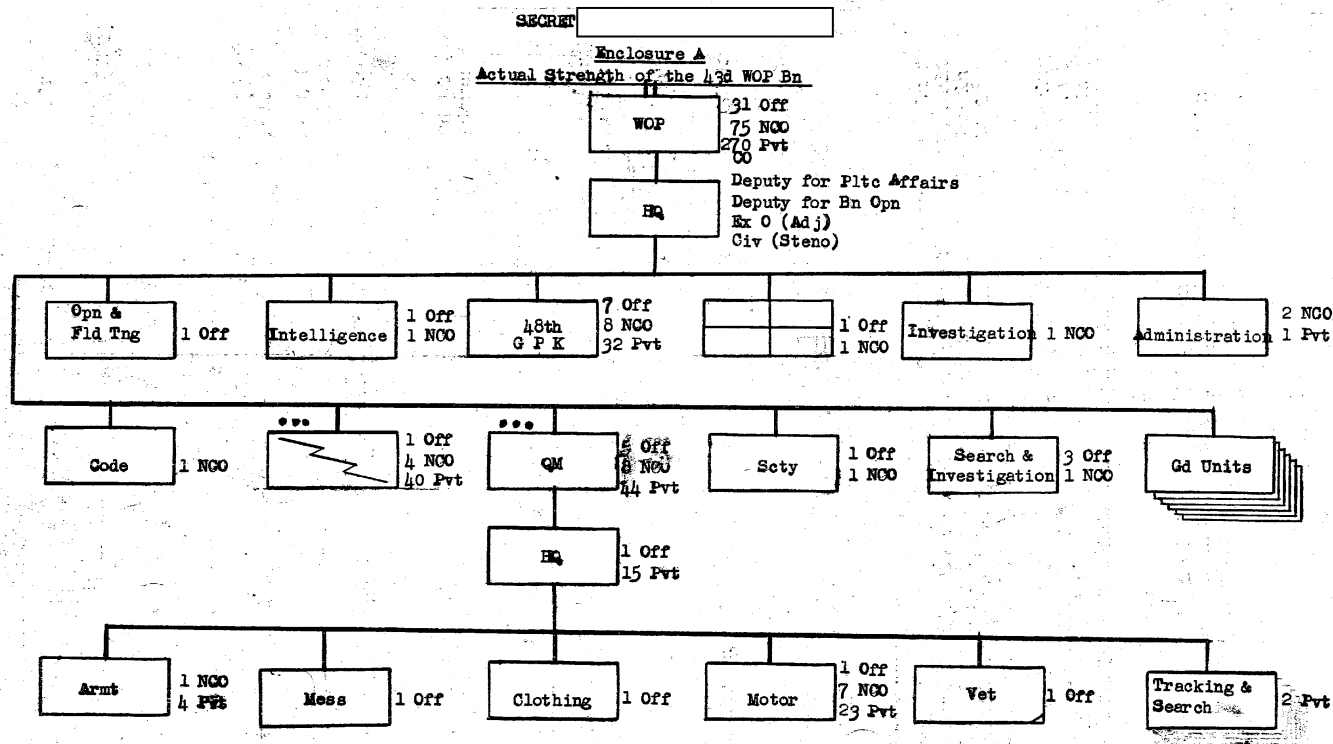 SECRET
Enclosure A
Actual Strength of the 43d WOP Bn
WOP
31 Off
75 NCO
270 Pvt
CO
HQ
Deputy for Pltc Affairs
Deputy for Bn Opn
Ex O (Adj)
Civ (Steno)
Opn &
Fld Tng
1 Off
Intelligence
1 Off
1 NCO
48th
G P K
7 Off
8 NCO
32 Pvt
1 Off
1 NCO
Investigation
1 NCO
Administration
2 NCO
1 Pvt
Code
1 NCO
1 Off
4 NCO
40 Pvt
QM
Off
8 NCO
44 Pvt
Scty
1 Off
1 NCO
Search &
Investigation
3 Off
1 NCO
Gd Units
HQ
1 Off
15 Pvt
Armt
1 NCO
4 Pvt
Mess
1 Off
Clothing
1 Off
Motor
1 Off
7 NCO
23 Pvt
Vet
1 Off
Tracking &
Search
2 Pvt